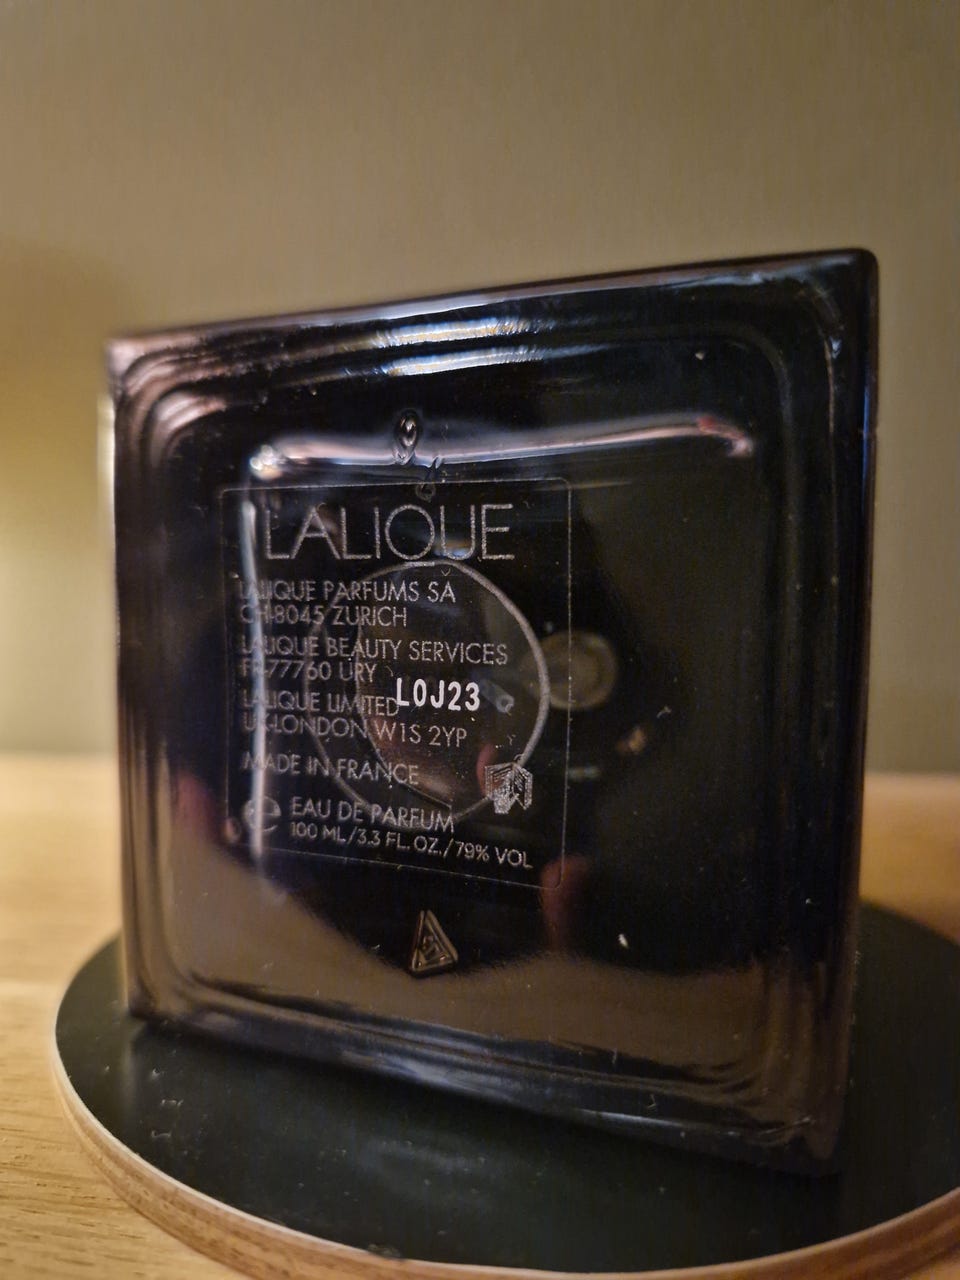 LALIQUE
LALIQUE PARFUMS SA
CH-8045 ZURICH
LALIQUE BEAUTY SERVICES
FR-77760 URY
LALIQUE LIMITED
L0J23
UK-LONDON W1S 2YP
MADE IN FRANCE
e EAU DE PARFUM
100 ML/3.3 FL. OZ./79% VOL